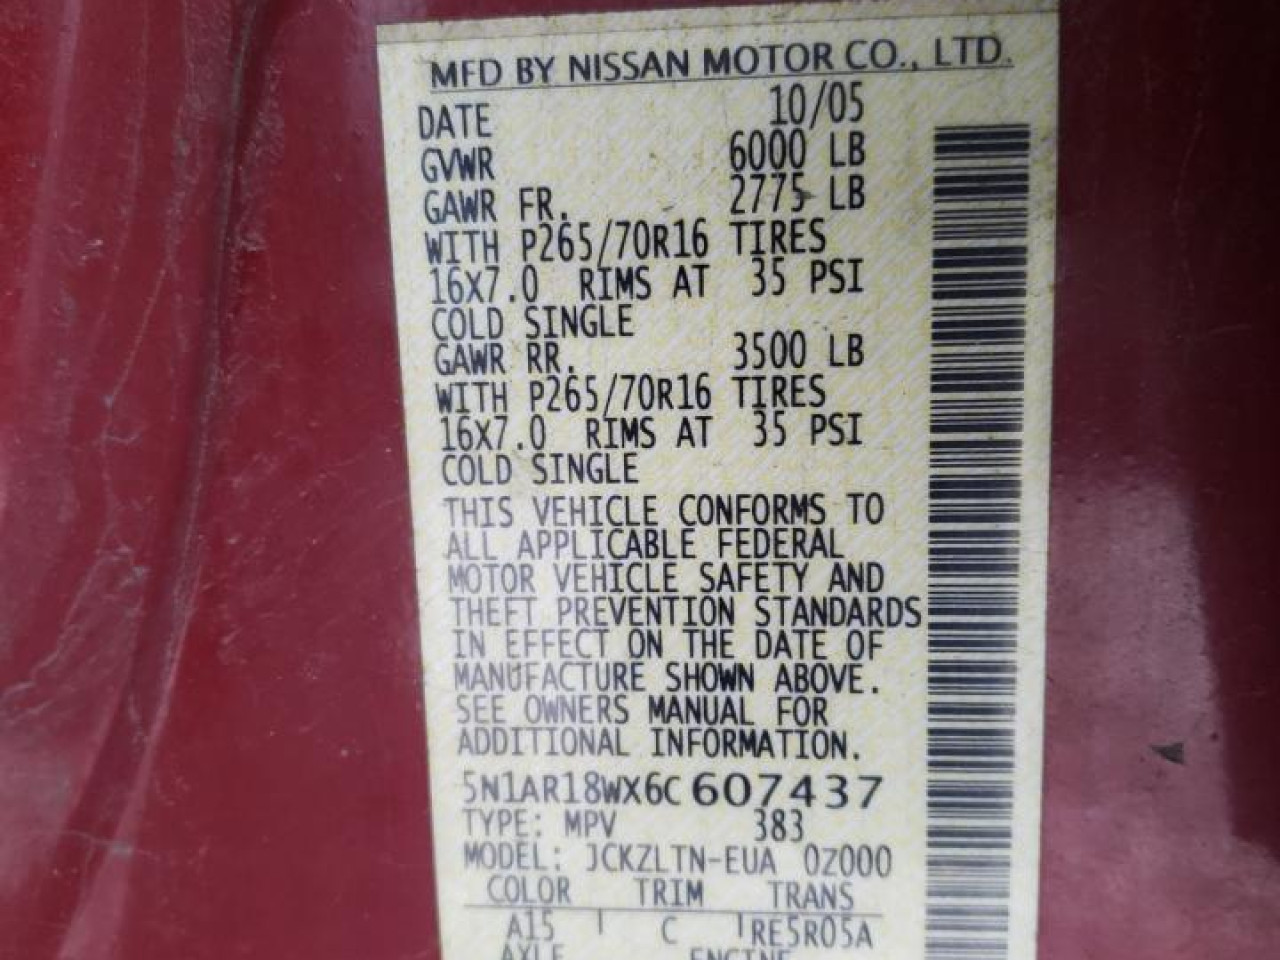 MFD BY NISSAN MOTOR CO., LTD.
DATE 10/05
GVWR 6000 LB
GAWR FR. 2775 LB
WITH P265/70R16 TIRES
16X7.0 RIMS AT 35 PSI
COLD SINGLE
GAWR RR. 3500 LB
WITH P265/70R16 TIRES
16X7.0 RIMS AT 35 PSI
COLD SINGLE
THIS VEHICLE CONFORMS TO
ALL APPLICABLE FEDERAL
MOTOR VEHICLE SAFETY AND
THEFT PREVENTION STANDARDS
IN EFFECT ON THE DATE OF
MANUFACTURE SHOWN ABOVE.
SEE OWNERS MANUAL FOR
ADDITIONAL INFORMATION.
5N1AR18WX6C607437
TYPE: MPV 383
MODEL: JCKZLTN-EUA 0Z000
COLOR TRIM TRANS
A15 C RE5R05A
AXLE ENGINE